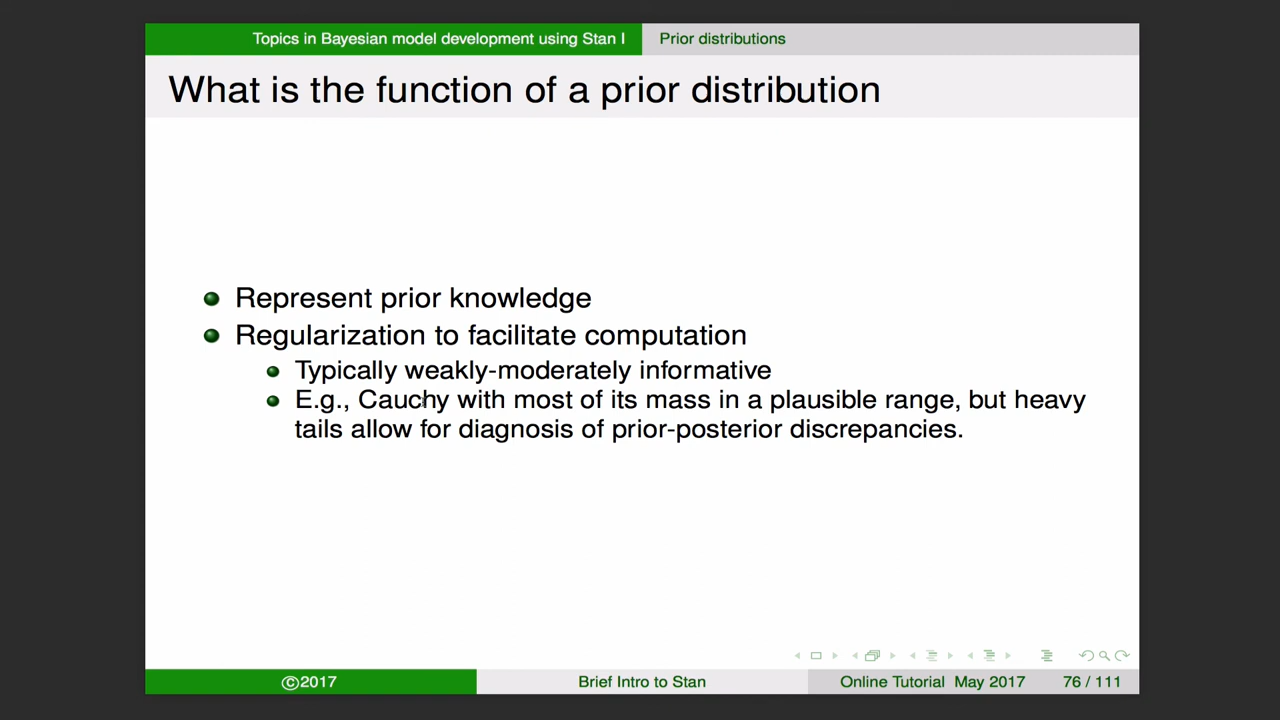 Topics in Bayesian model development using Stan I
Prior distributions
What is the function of a prior distribution
Represent prior knowledge
Regularization to facilitate computation
Typically weakly-moderately informative
E.g., Cauchy with most of its mass in a plausible range, but heavy
tails allow for diagnosis of prior-posterior discrepancies.
©2017
Brief Intro to Stan
Online Tutorial May 2017
76 / 111